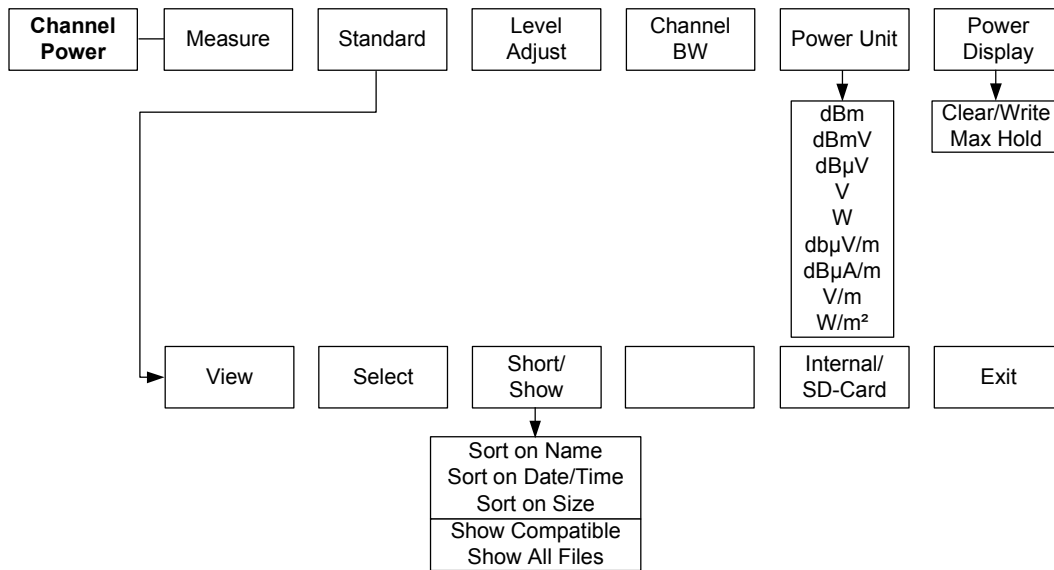 Channel
Power
Measure
Standard
Level
Adjust
Channel
BW
Power Unit
Power
Display
dBm
dBmV
dBµV
V
W
dbµV/m
dBµA/m
V/m
W/m²
Clear/Write
Max Hold
View
Select
Short/
Show
Internal/
SD-Card
Exit
Sort on Name
Sort on Date/Time
Sort on Size
Show Compatible
Show All Files